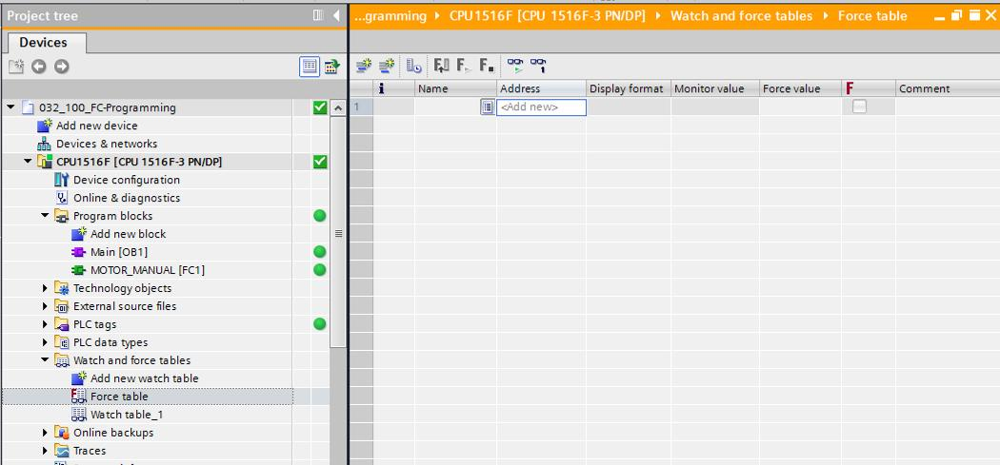 Project tree
Devices
032_100_FC-Programming
Add new device
Devices & networks
CPU1516F [CPU 1516F-3 PN/DP]
Device configuration
Online & diagnostics
Program blocks
Add new block
Main [OB1]
MOTOR_MANUAL [FC1]
Technology objects
External source files
PLC tags
PLC data types
Watch and force tables
Add new watch table
Force table
Watch table_1
Online backups
Traces
...gramming CPU1516F [CPU 1516F-3 PN/DP] Watch and force tables Force table
i Name Address Display format Monitor value Force value F Comment
1 <Add new>